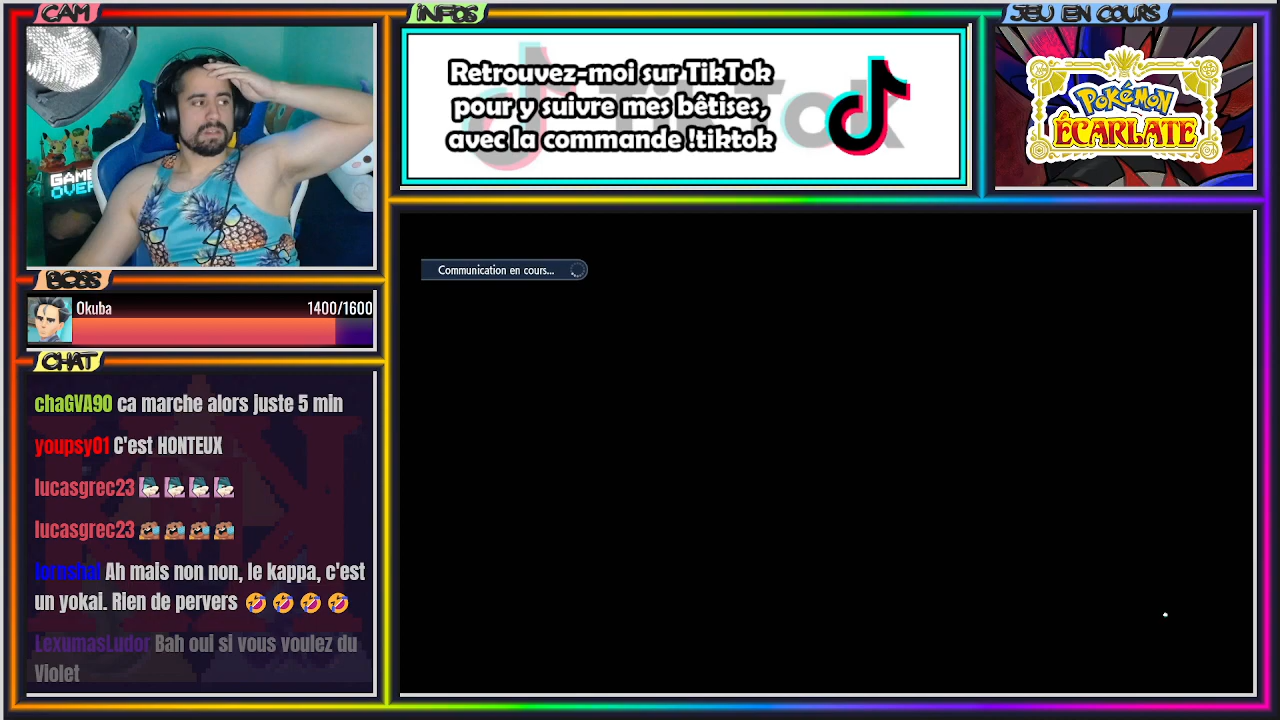 CAM
INFOS
JEU EN COURS
Retrouvez-moi sur TikTok
pour y suivre mes bêtises,
avec la commande !tiktok
TikTok
POKÉMON
ÉCARLATE
GAME
OVER
Communication en cours...
BOSS
Okuba 1400/1600
CHAT
chaGVA90 ca marche alors juste 5 min
youpsy01 C'est HONTEUX
lucasgrec23
lucasgrec23
lornshai Ah mais non non, le kappa, c'est
un yokai. Rien de pervers 🤣 🤣 🤣 🤣
LexumasLudor Bah oui si vous voulez du
Violet